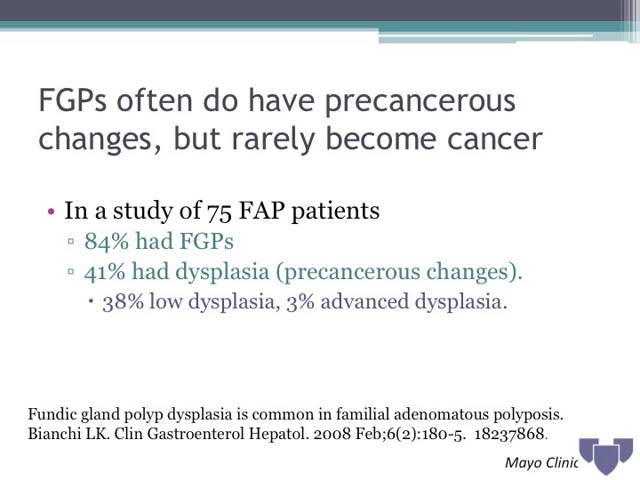 FGPs often do have precancerous
changes, but rarely become cancer
• In a study of 75 FAP patients
▫ 84% had FGPs
▫ 41% had dysplasia (precancerous changes).
▪ 38% low dysplasia, 3% advanced dysplasia.
Fundic gland polyp dysplasia is common in familial adenomatous polyposis.
Bianchi LK. Clin Gastroenterol Hepatol. 2008 Feb;6(2):180-5. 18237868.
Mayo Clinic